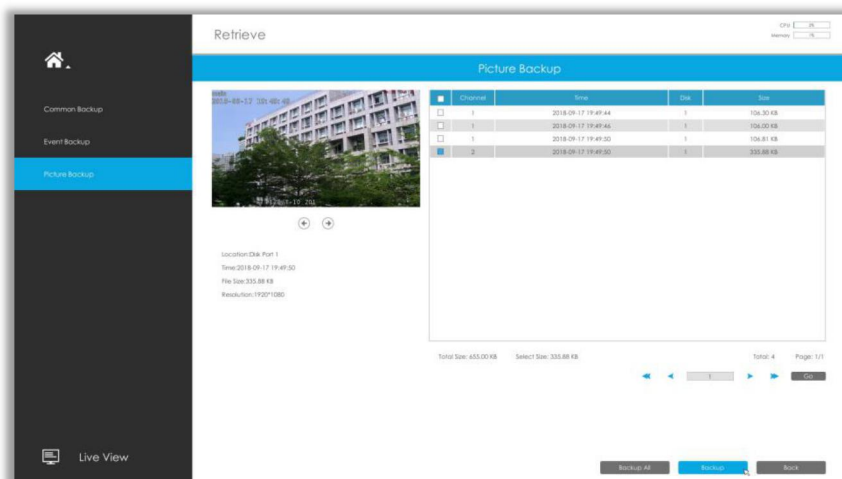 Retrieve
CPU
Memory
Picture Backup
Common Backup
Event Backup
Picture Backup
Channel Time Disk Size
1 2018-09-17 19:49:44 1 106.30 KB
1 2018-09-17 19:49:46 1 106.00 KB
1 2018-09-17 19:49:50 1 106.81 KB
2 2018-09-17 19:49:50 1 335.88 KB
Location:Disk Part 1
Time:2018-09-17 19:49:50
File Size:335.88 KB
Resolution:1920*1080
Total Size: 655.00 KB Select Size: 335.88 KB Total: 4 Page: 1/1
1 Go
Live View
Backup All Backup Back